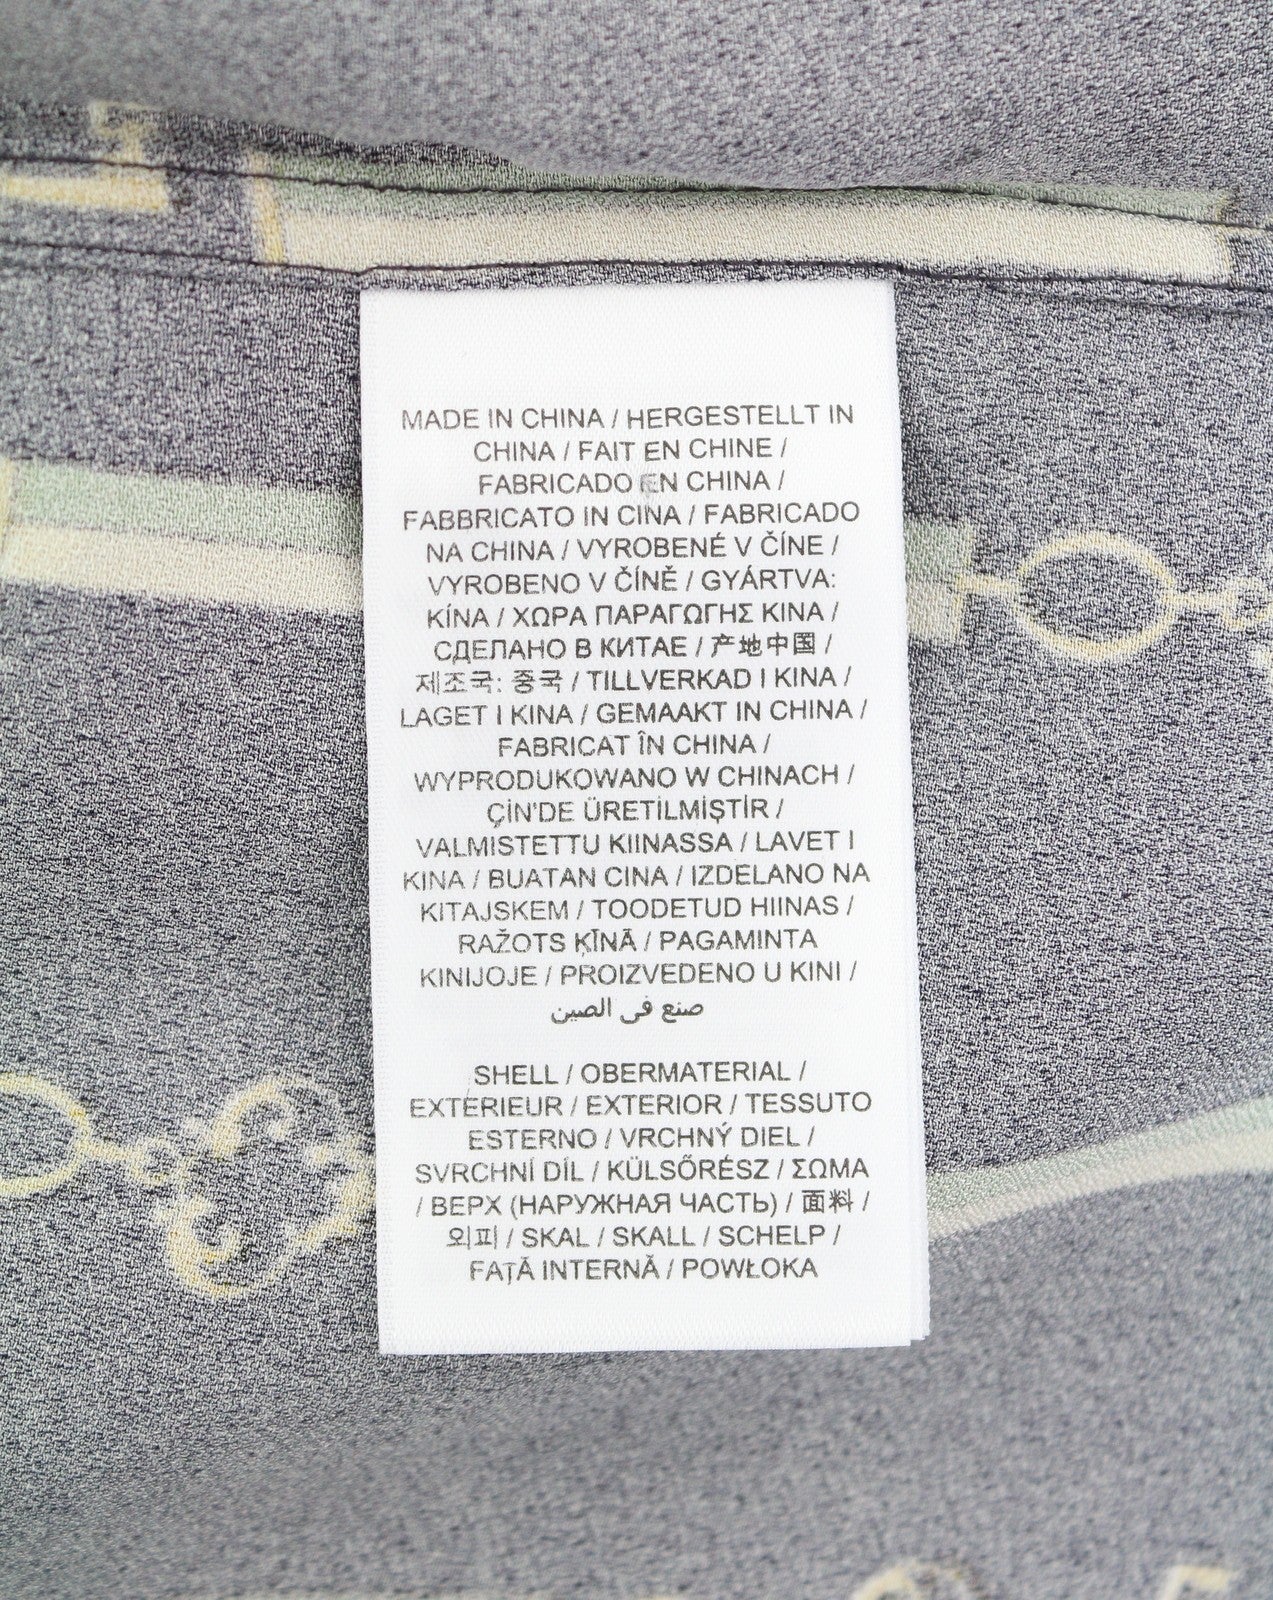 MADE IN CHINA / HERGESTELLT IN
CHINA / FAIT EN CHINE /
FABRICADO EN CHINA /
FABBRICATO IN CINA / FABRICADO
NA CHINA / VYROBENÉ V ČÍNE /
VYROBENO V ČÍNĚ / GYÁRTVA:
KÍNA / ΧΩΡΑ ΠΑΡΑΓΩΓΗΣ ΚΙΝΑ /
СДЕЛАНО В КИТАЕ / 产地中国 /
제조국: 중국 / TILLVERKAD I KINA /
LAGET I KINA / GEMAAKT IN CHINA /
FABRICAT ÎN CHINA /
WYPRODUKOWANO W CHINACH /
ÇİN'DE ÜRETİLMİŞTİR /
VALMISTETTU KIINASSA / LAVET I
KINA / BUATAN CINA / IZDELANO NA
KITAJSKEM / TOODETUD HIINAS /
RAŽOTS ĶĪNĀ / PAGAMINTA
KINIJOJE / PROIZVEDENO U KINI /
صنع في الصين
SHELL / OBERMATERIAL /
EXTÉRIEUR / EXTERIOR / TESSUTO
ESTERNO / VRCHNÝ DIEL /
SVRCHNÍ DÍL / KÜLSŐRÉSZ / ΣΩΜΑ
/ ВЕРХ (НАРУЖНАЯ ЧАСТЬ) / 面料 /
외피 / SKAL / SKALL / SCHELP /
FAȚĂ INTERNĂ / POWŁOKA